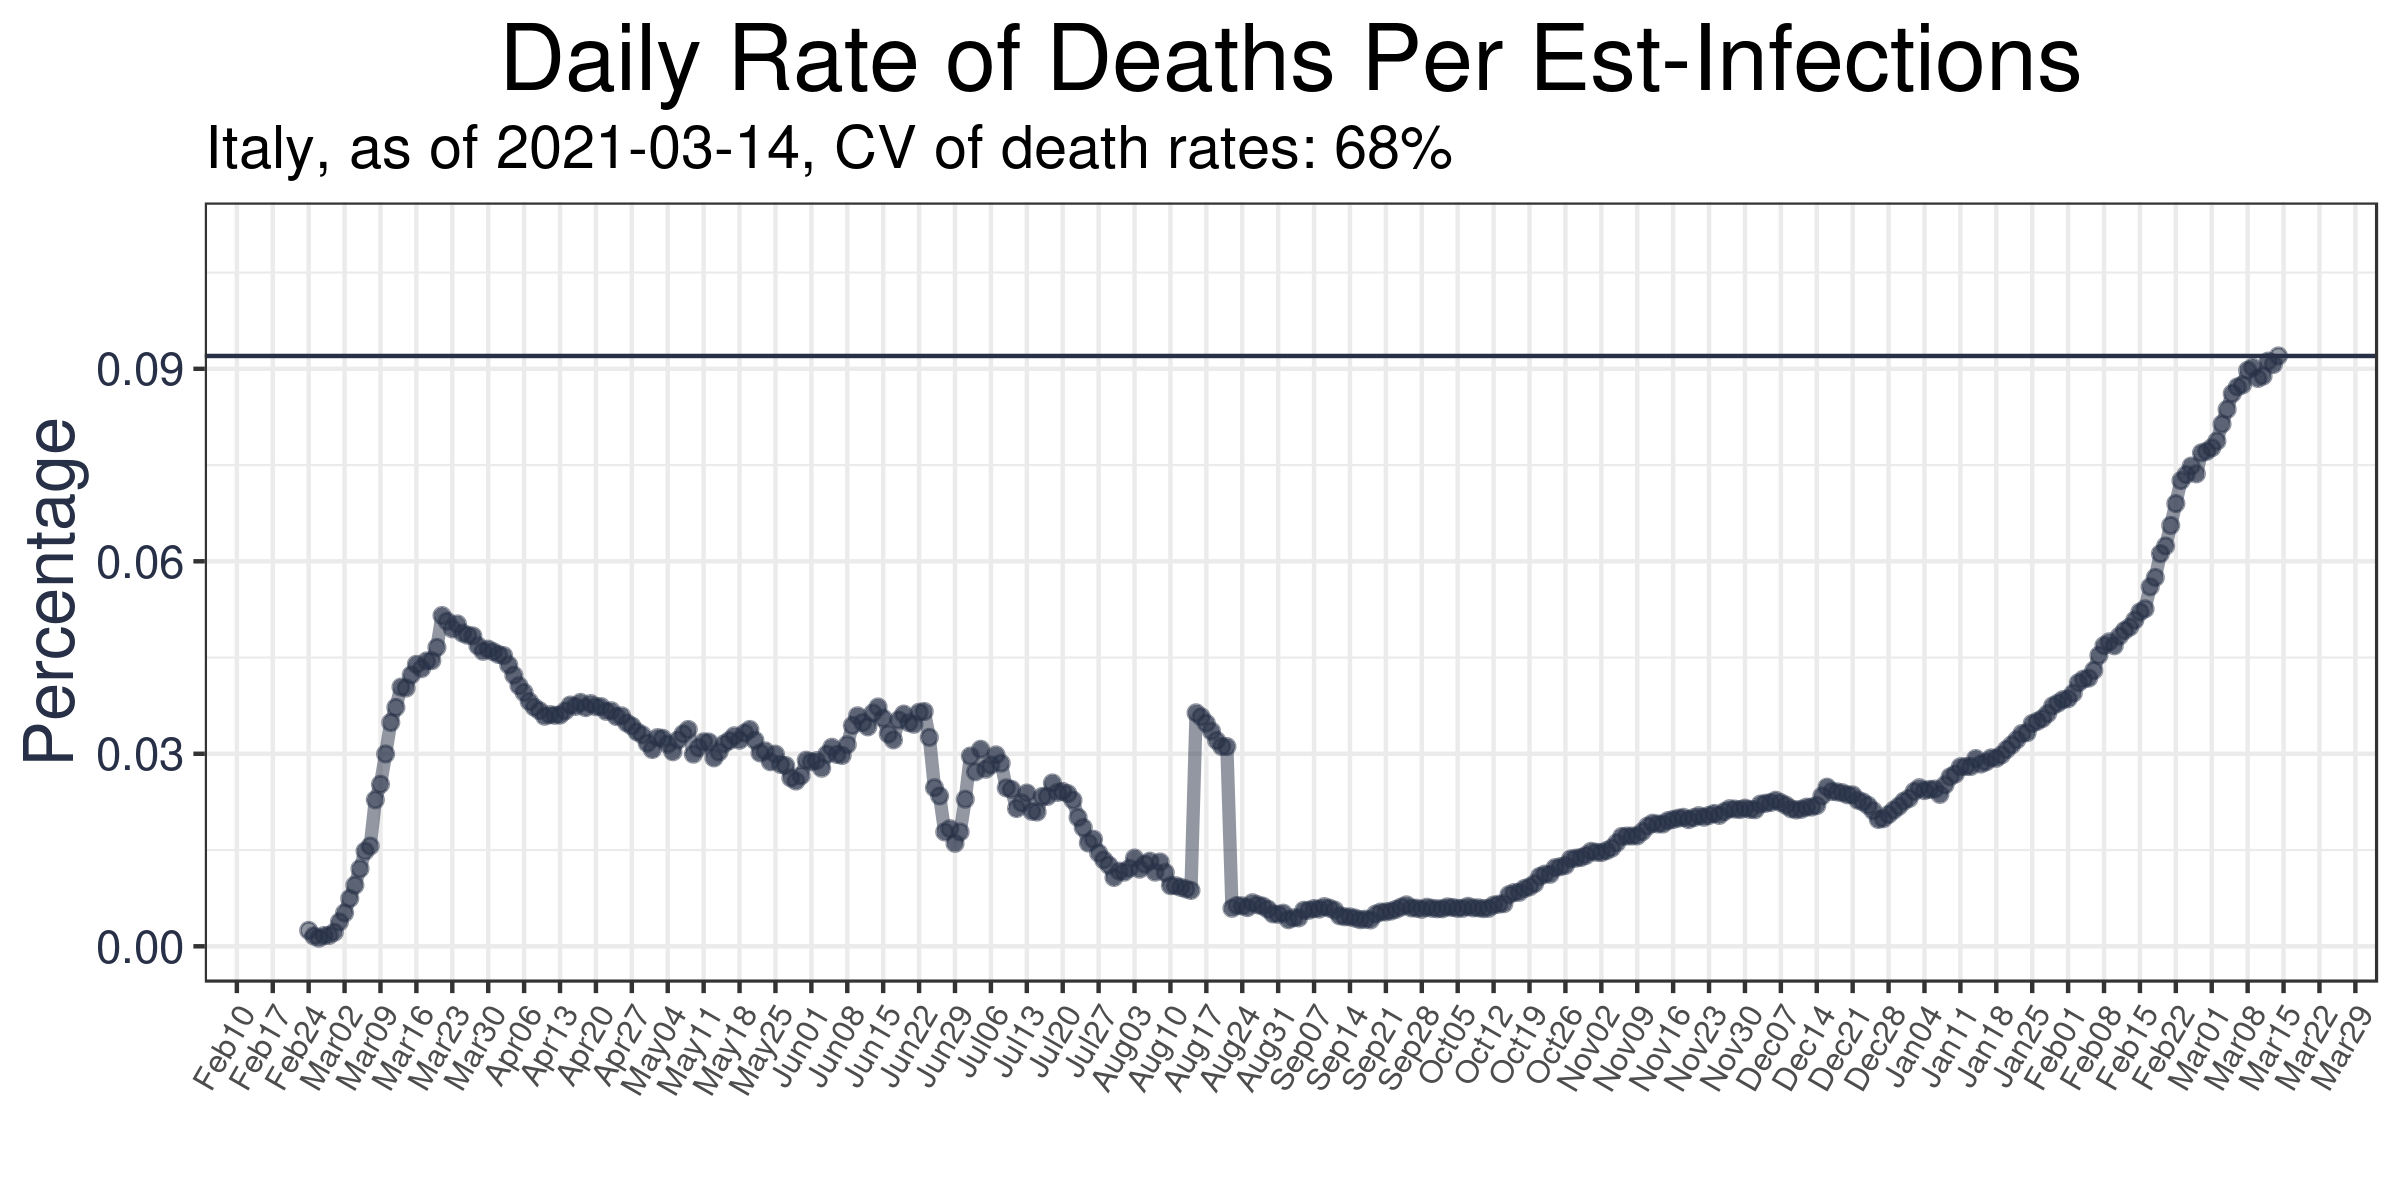 Daily Rate of Deaths Per Est-Infections
Italy, as of 2021-03-14, CV of death rates: 68%
Percentage
0.09
0.06
0.03
0.00
Feb10
Feb17
Feb24
Mar02
Mar09
Mar16
Mar23
Mar30
Apr06
Apr13
Apr20
Apr27
May04
May11
May18
May25
Jun01
Jun08
Jun15
Jun22
Jun29
Jul06
Jul13
Jul20
Jul27
Aug03
Aug10
Aug17
Aug24
Aug31
Sep07
Sep14
Sep21
Sep28
Oct05
Oct12
Oct19
Oct26
Nov02
Nov09
Nov16
Nov23
Nov30
Dec07
Dec14
Dec21
Dec28
Jan04
Jan11
Jan18
Jan25
Feb01
Feb08
Feb15
Feb22
Mar01
Mar08
Mar15
Mar22
Mar29